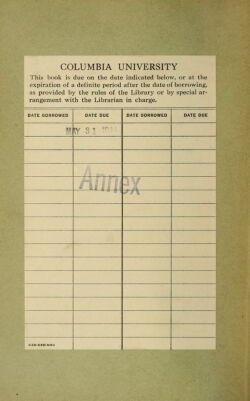 COLUMBIA UNIVERSITY
This book is due on the date indicated below, or at the
expiration of a definite period after the date of borrowing,
as provided by the rules of the Library or by special ar-
rangement with the Librarian in charge.
DATE BORROWED DATE DUE DATE BORROWED DATE DUE
MAY 31
Annex